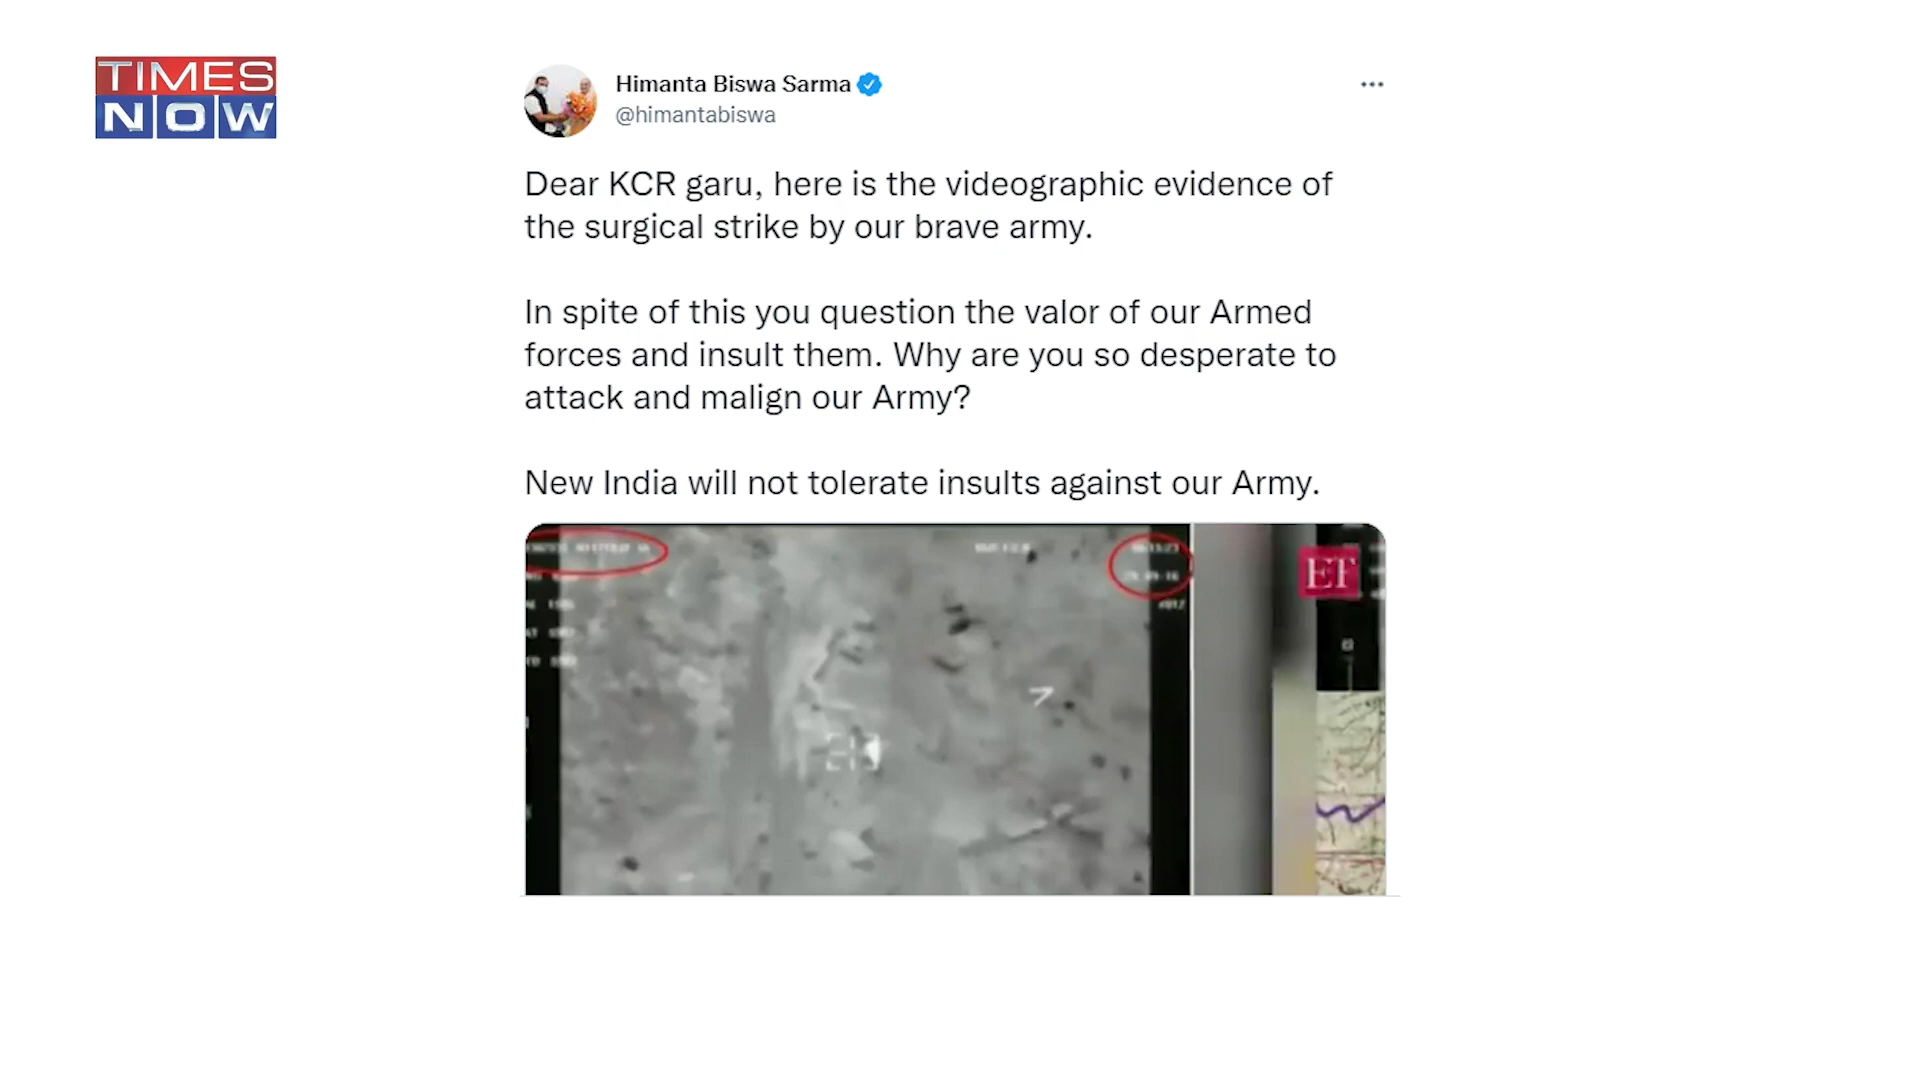 TIMES
NOW
Himanta Biswa Sarma
@himantabiswa
Dear KCR garu, here is the videographic evidence of
the surgical strike by our brave army.
In spite of this you question the valor of our Armed
forces and insult them. Why are you so desperate to
attack and malign our Army?
New India will not tolerate insults against our Army.
ET